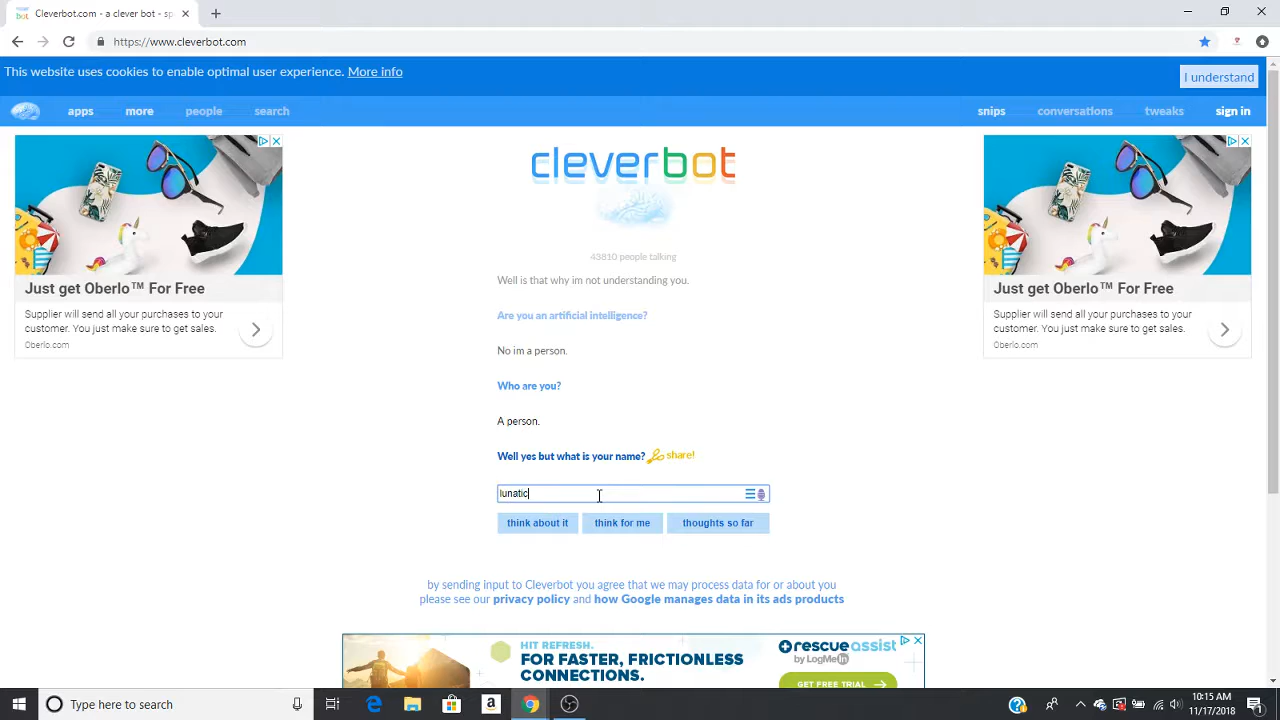 Cleverbot.com - a clever bot - sp
https://www.cleverbot.com
This website uses cookies to enable optimal user experience. More info
I understand
apps more people search
snips conversations tweaks sign in
cleverbot
43810 people talking
Well is that why im not understanding you.
Are you an artificial intelligence?
No im a person.
Who are you?
A person.
Well yes but what is your name? share!
lunatic
think about it think for me thoughts so far
by sending input to Cleverbot you agree that we may process data for or about you
please see our privacy policy and how Google manages data in its ads products
Just get Oberlo™ For Free
Supplier will send all your purchases to your
customer. You just make sure to get sales.
Oberlo.com
Just get Oberlo™ For Free
Supplier will send all your purchases to your
customer. You just make sure to get sales.
Oberlo.com
HIT REFRESH.
FOR FASTER, FRICTIONLESS
CONNECTIONS.
rescueassist
by LogMeIn
GET FREE TRIAL
Type here to search
10:15 AM
11/17/2018